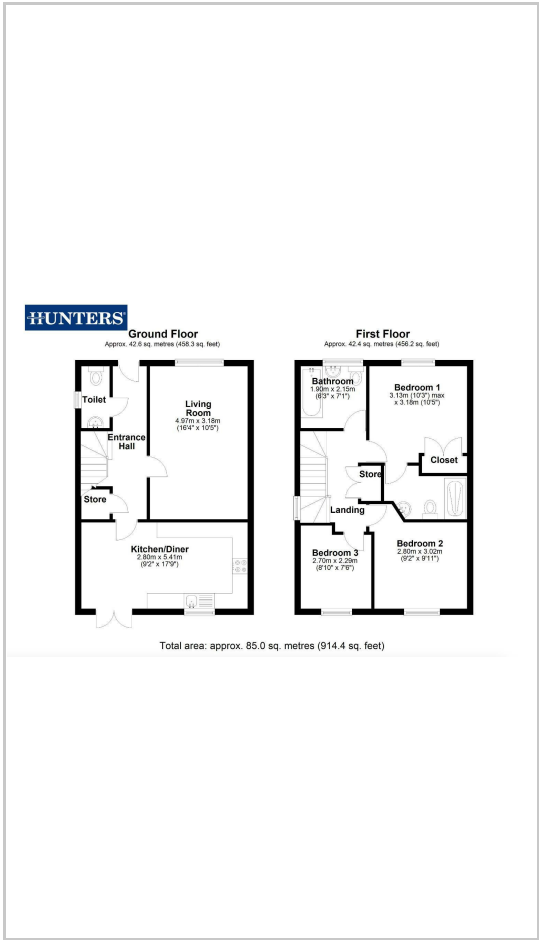 HUNTERS
Ground Floor
Approx. 42.6 sq. metres (458.3 sq. feet)
Toilet
Living
Room
4.97m x 3.18m
(16'4" x 10'5")
Entrance
Hall
Store
Kitchen/Diner
2.80m x 5.41m
(9'2" x 17'9")
First Floor
Approx. 42.4 sq. metres (456.2 sq. feet)
Bathroom
1.90m x 2.15m
(6'3" x 7'1")
Bedroom 1
3.13m (10'3") max
x 3.18m (10'5")
Closet
Store
Landing
Bedroom 2
2.80m x 3.02m
(9'2" x 9'11")
Bedroom 3
2.70m x 2.29m
(8'10" x 7'6")
Total area: approx. 85.0 sq. metres (914.4 sq. feet)